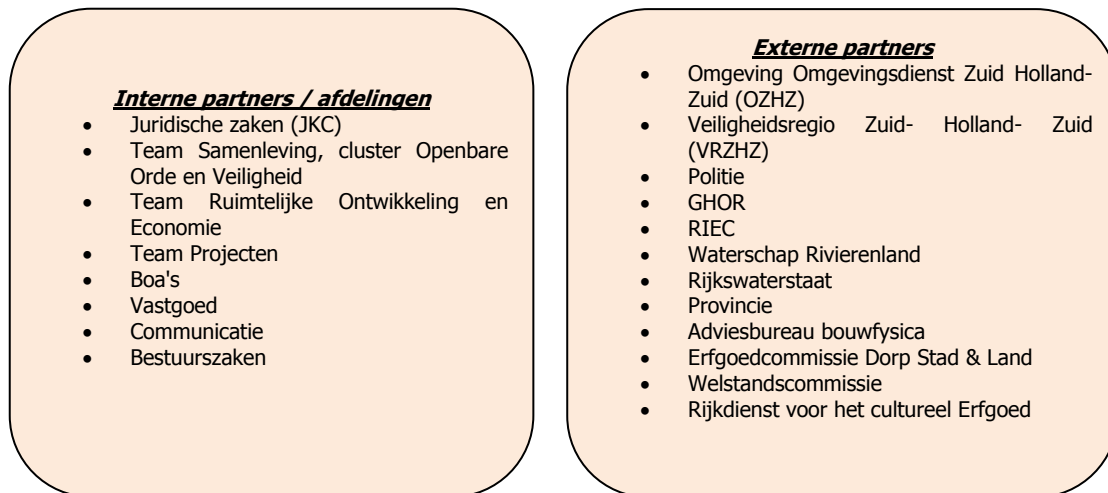 Interne partners / afdelingen
• Juridische zaken (JKC)
• Team Samenleving, cluster Openbare
Orde en Veiligheid
• Team Ruimtelijke Ontwikkeling en
Economie
• Team Projecten
• Boa's
• Vastgoed
• Communicatie
• Bestuurszaken
Externe partners
• Omgeving Omgevingsdienst Zuid Holland-
Zuid (OZHZ)
• Veiligheidsregio Zuid- Holland- Zuid
(VRZHZ)
• Politie
• GHOR
• RIEC
• Waterschap Rivierenland
• Rijkswaterstaat
• Provincie
• Adviesbureau bouwfysica
• Erfgoedcommissie Dorp Stad & Land
• Welstandscommissie
• Rijkdienst voor het cultureel Erfgoed